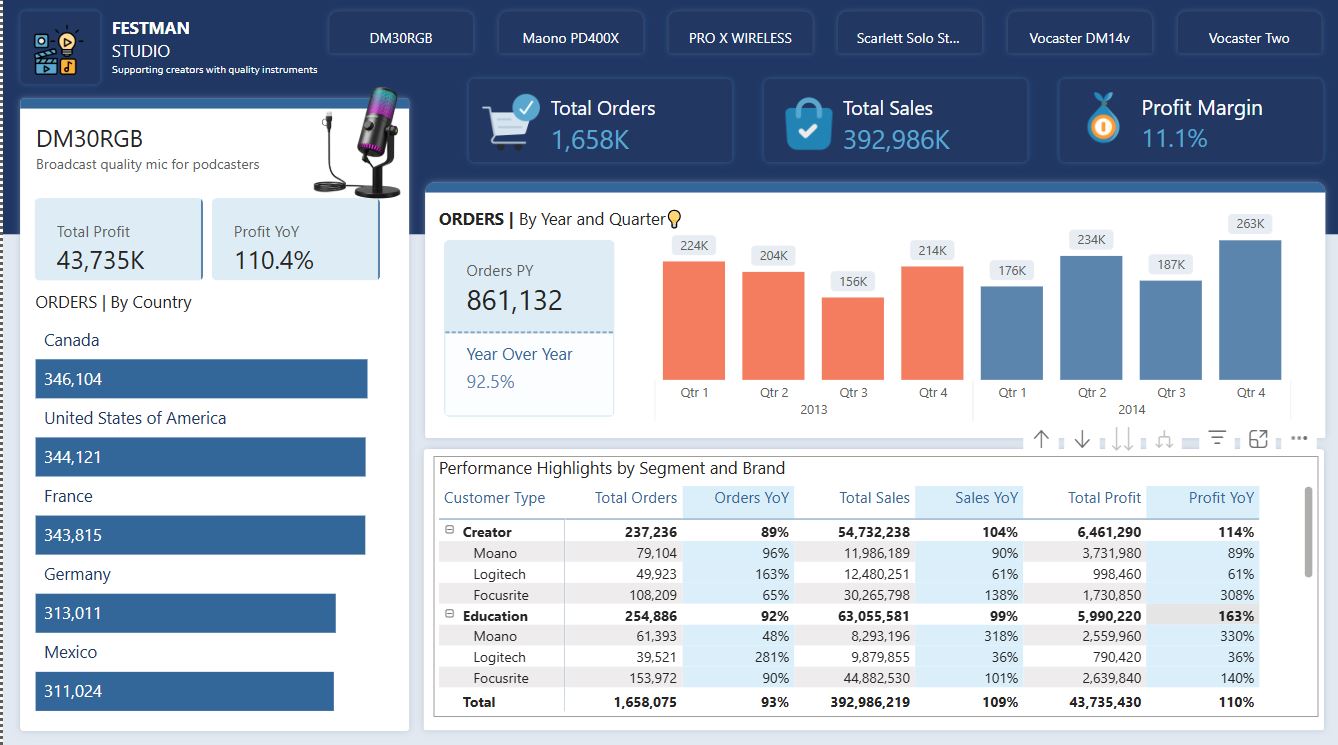 FESTMAN
STUDIO
Supporting creators with quality instruments
DM30RGB
Maono PD400X
PRO X WIRELESS
Scarlett Solo St...
Vocaster DM14v
Vocaster Two
Total Orders
1,658K
Total Sales
392,986K
Profit Margin
11.1%
DM30RGB
Broadcast quality mic for podcasters
Total Profit
43,735K
Profit YoY
110.4%
ORDERS | By Country
Canada
346,104
United States of America
344,121
France
343,815
Germany
313,011
Mexico
311,024
ORDERS | By Year and Quarter
Orders PY
861,132
Year Over Year
92.5%
224K
204K
156K
214K
176K
234K
187K
263K
Qtr 1 Qtr 2 Qtr 3 Qtr 4 Qtr 1 Qtr 2 Qtr 3 Qtr 4
2013 2014
Performance Highlights by Segment and Brand
Customer Type Total Orders Orders YoY Total Sales Sales YoY Total Profit Profit YoY
Creator 237,236 89% 54,732,238 104% 6,461,290 114%
Moano 79,104 96% 11,986,189 90% 3,731,980 89%
Logitech 49,923 163% 12,480,251 61% 998,460 61%
Focusrite 108,209 65% 30,265,798 138% 1,730,850 308%
Education 254,886 92% 63,055,581 99% 5,990,220 163%
Moano 61,393 48% 8,293,196 318% 2,559,960 330%
Logitech 39,521 281% 9,879,855 36% 790,420 36%
Focusrite 153,972 90% 44,882,530 101% 2,639,840 140%
Total 1,658,075 93% 392,986,219 109% 43,735,430 110%